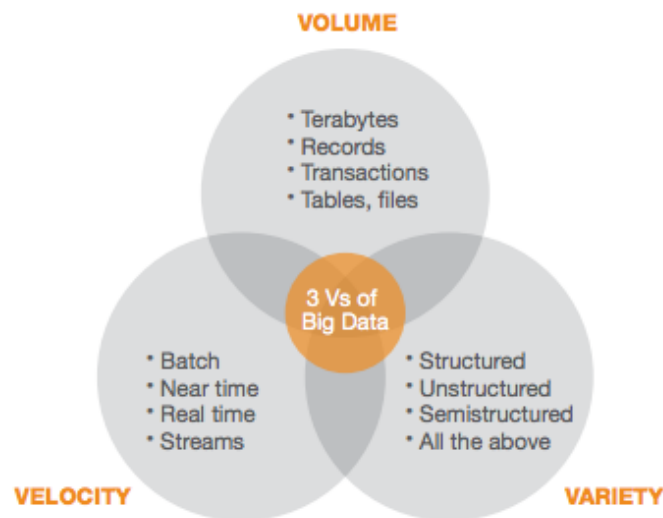 VOLUME
• Terabytes
• Records
• Transactions
• Tables, files
3 Vs of
Big Data
• Batch
• Near time
• Real time
• Streams
• Structured
• Unstructured
• Semistructured
• All the above
VELOCITY
VARIETY